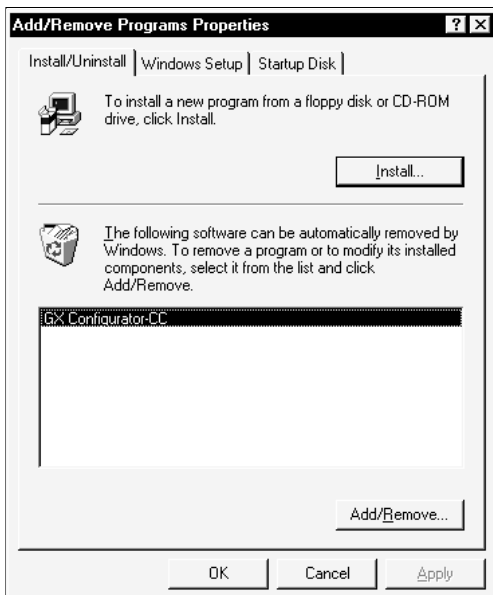 Add/Remove Programs Properties
Install/Uninstall Windows Setup Startup Disk
To install a new program from a floppy disk or CD-ROM
drive, click Install.
Install...
The following software can be automatically removed by
Windows. To remove a program or to modify its installed
components, select it from the list and click
Add/Remove.
GX Configurator-CC
Add/Remove...
OK Cancel Apply